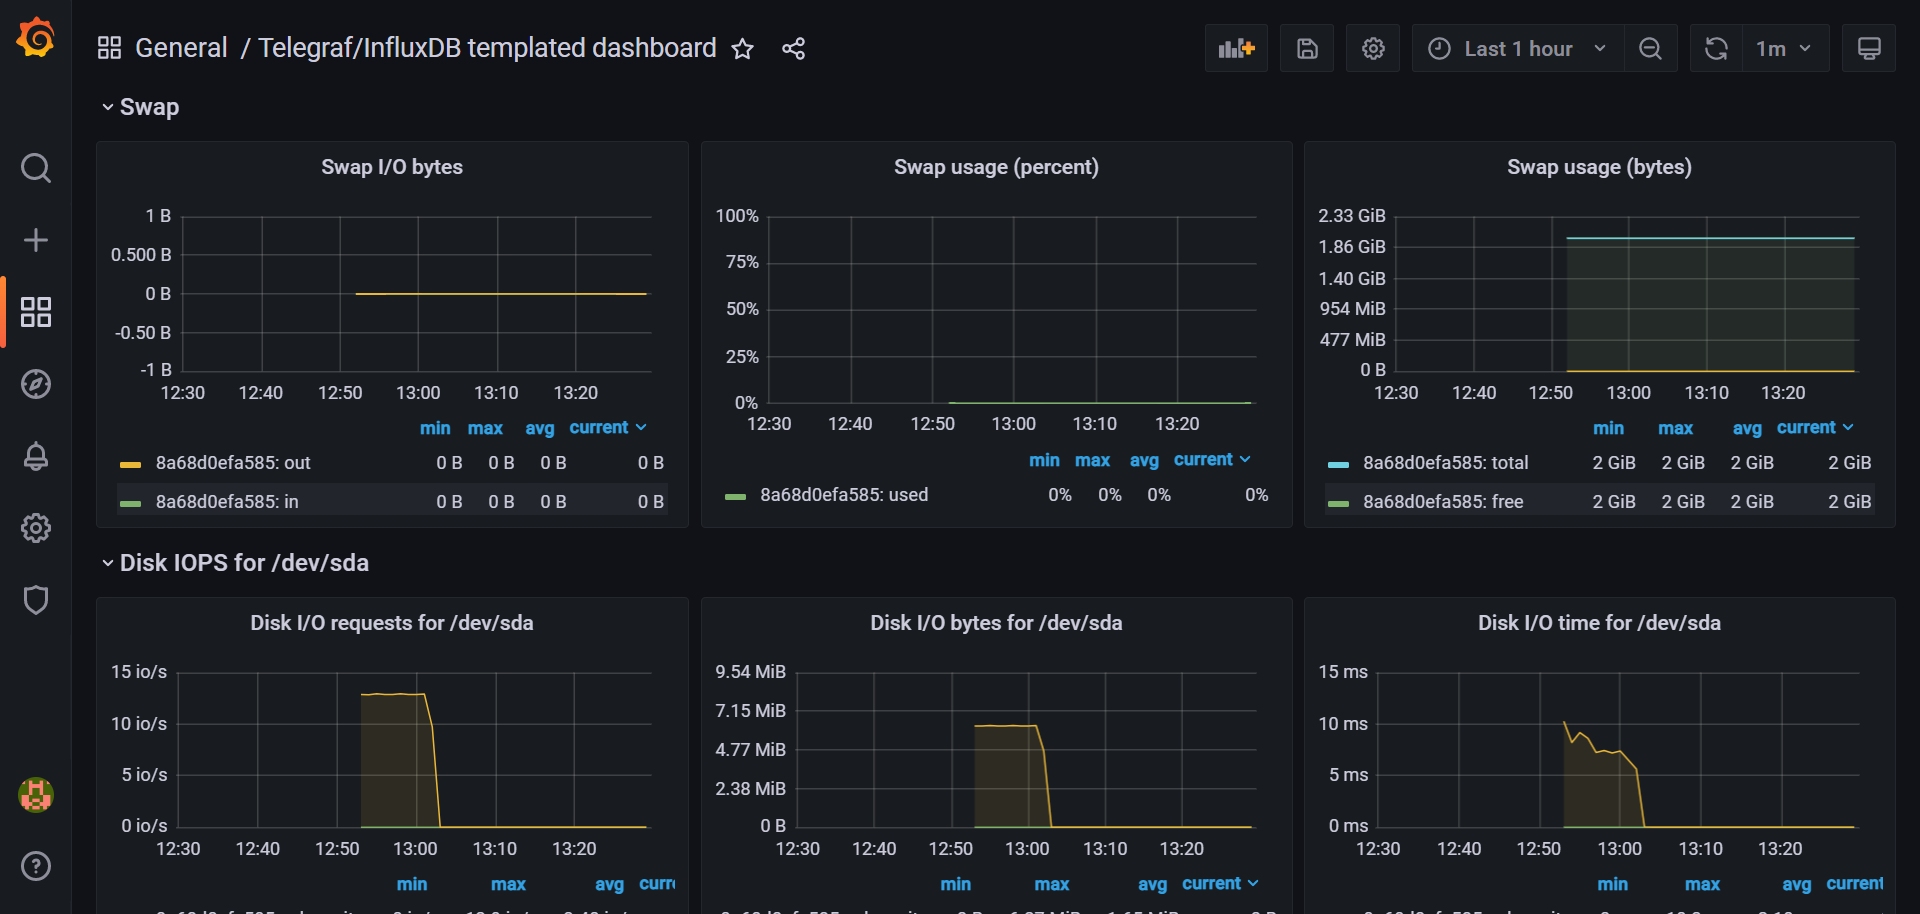 General / Telegraf/InfluxDB templated dashboard
Last 1 hour
1m
Swap
Swap I/O bytes
1 B
0.500 B
0 B
-0.50 B
-1 B
12:30 12:40 12:50 13:00 13:10 13:20
min max avg current
8a68d0efa585: out 0 B 0 B 0 B 0 B
8a68d0efa585: in 0 B 0 B 0 B 0 B
Swap usage (percent)
100%
75%
50%
25%
0%
12:30 12:40 12:50 13:00 13:10 13:20
min max avg current
8a68d0efa585: used 0% 0% 0% 0%
Swap usage (bytes)
2.33 GiB
1.86 GiB
1.40 GiB
954 MiB
477 MiB
0 B
12:30 12:40 12:50 13:00 13:10 13:20
min max avg current
8a68d0efa585: total 2 GiB 2 GiB 2 GiB 2 GiB
8a68d0efa585: free 2 GiB 2 GiB 2 GiB 2 GiB
Disk IOPS for /dev/sda
Disk I/O requests for /dev/sda
15 io/s
10 io/s
5 io/s
0 io/s
12:30 12:40 12:50 13:00 13:10 13:20
min max avg curr
Disk I/O bytes for /dev/sda
9.54 MiB
7.15 MiB
4.77 MiB
2.38 MiB
0 B
12:30 12:40 12:50 13:00 13:10 13:20
min max avg current
Disk I/O time for /dev/sda
15 ms
10 ms
5 ms
0 ms
12:30 12:40 12:50 13:00 13:10 13:20
min max avg current